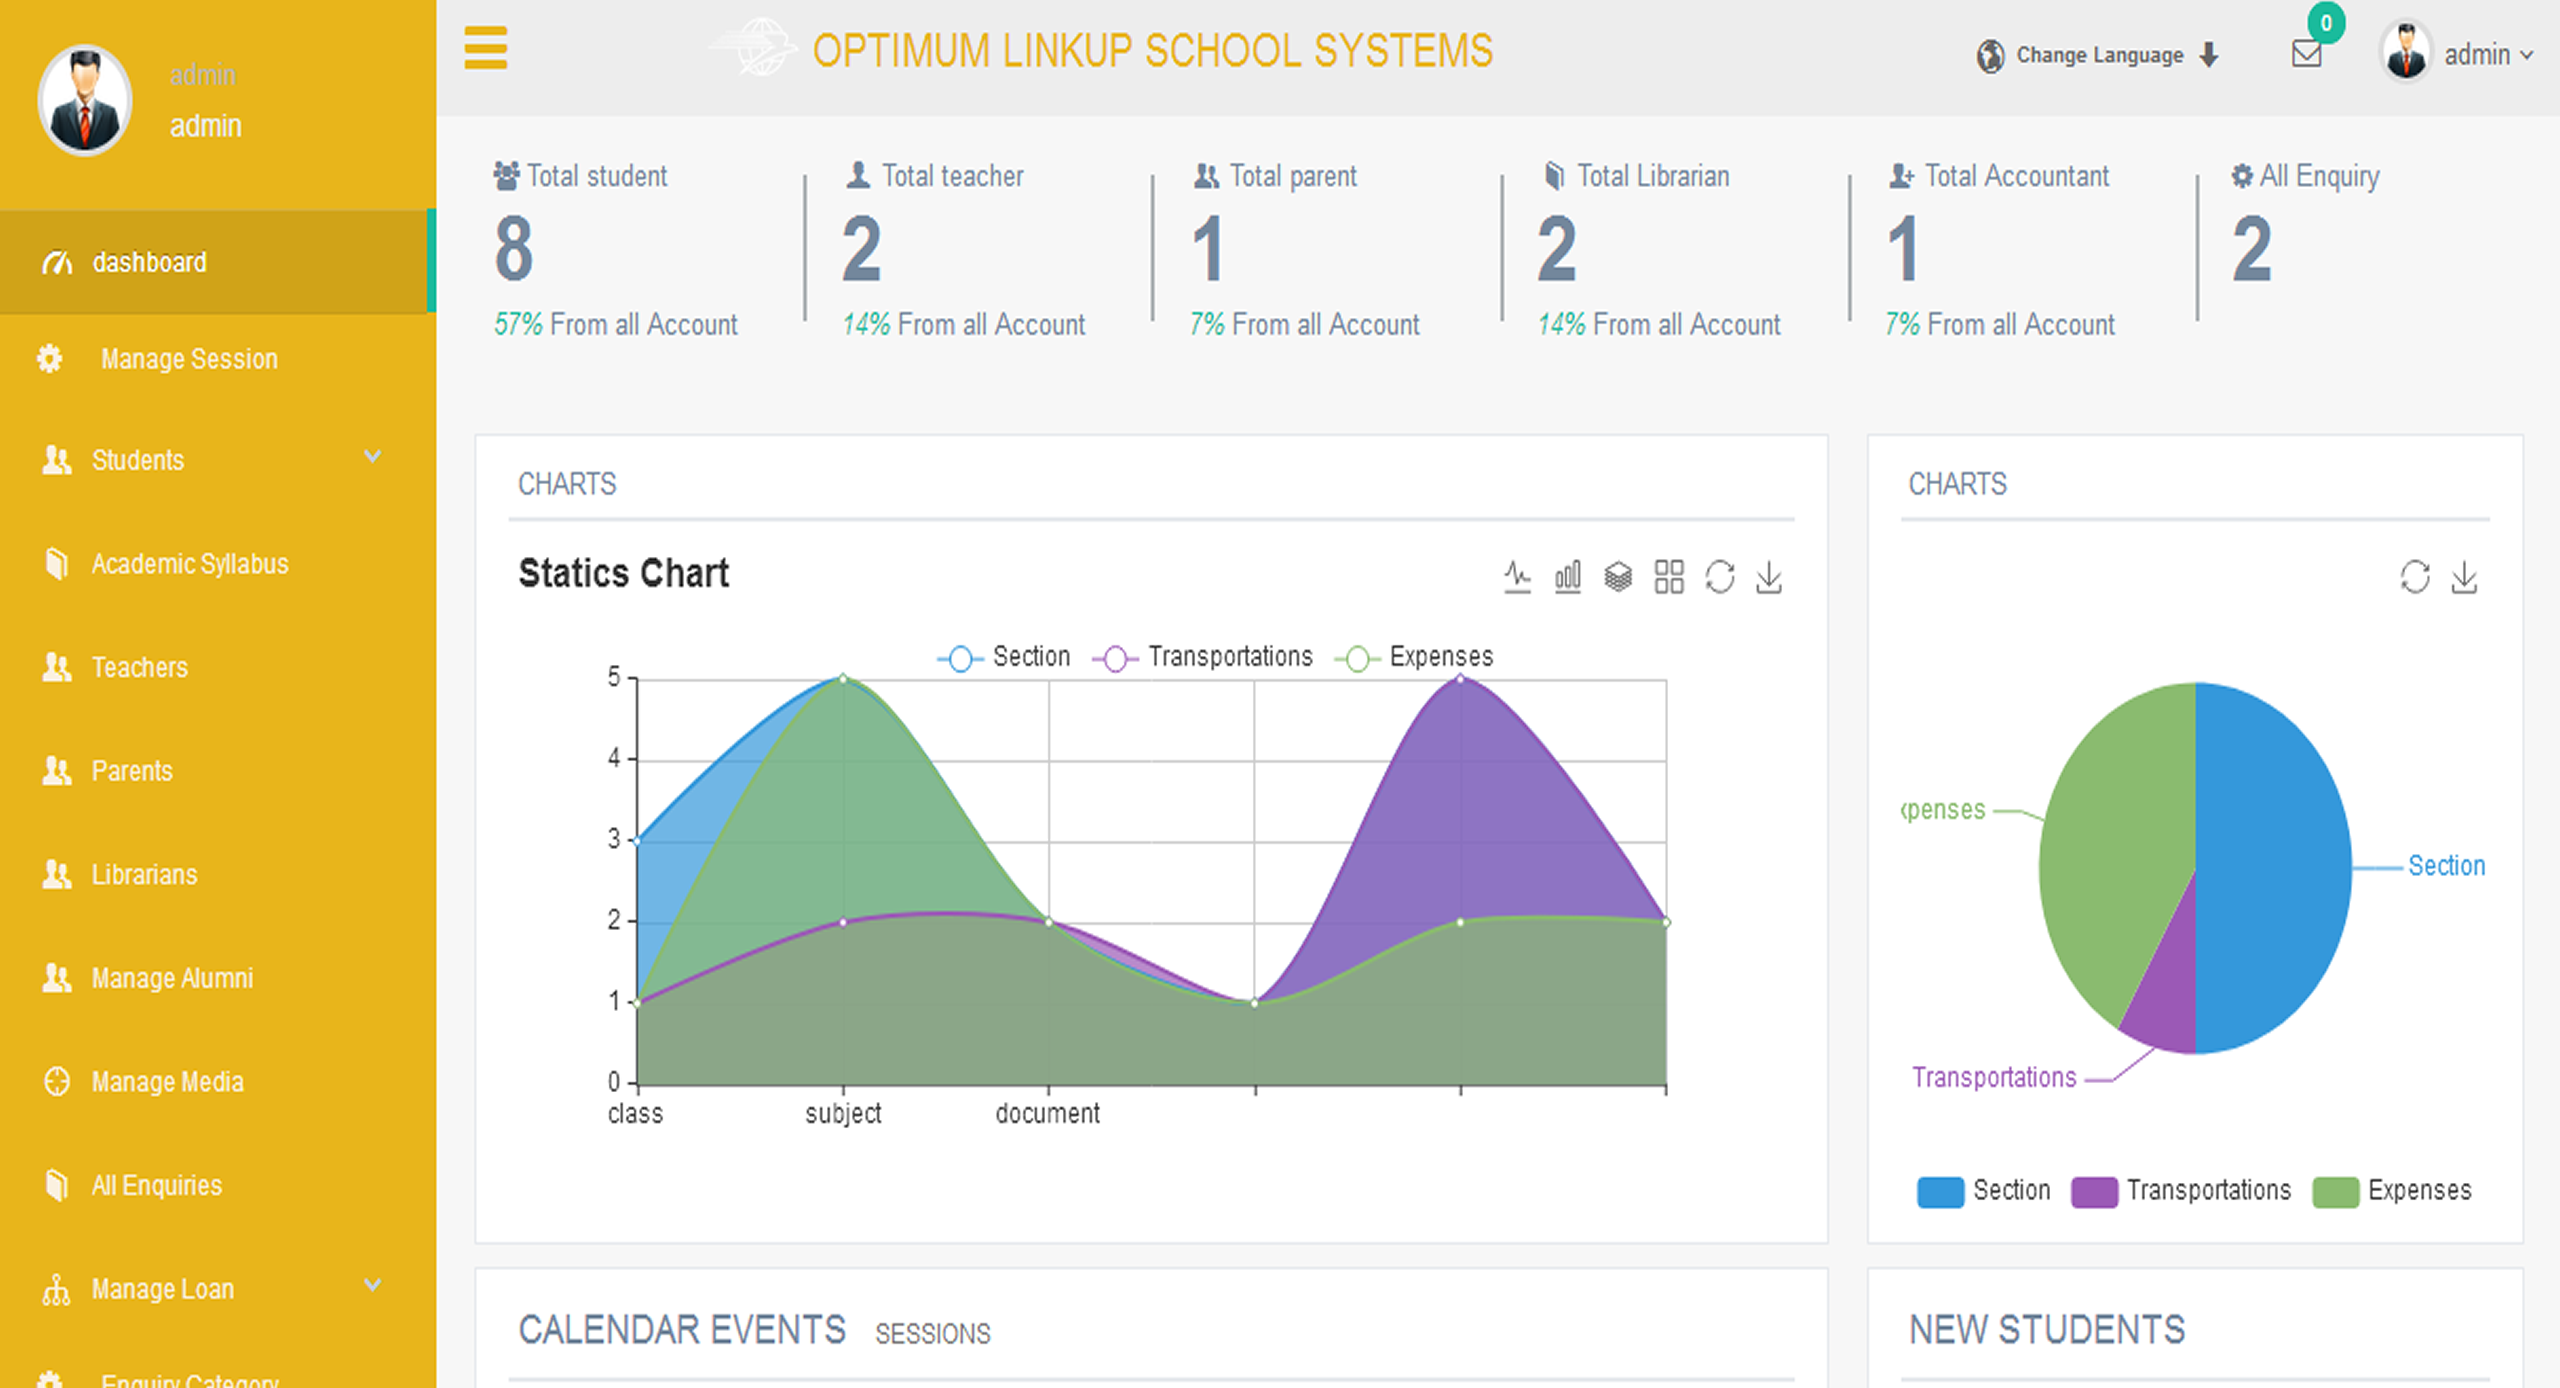 admin
admin
dashboard
Manage Session
Students
Academic Syllabus
Teachers
Parents
Librarians
Manage Alumni
Manage Media
All Enquiries
Manage Loan
Enquiry Category
OPTIMUM LINKUP SCHOOL SYSTEMS
Change Language
0
admin
Total student
8
57% From all Account
Total teacher
2
14% From all Account
Total parent
1
7% From all Account
Total Librarian
2
14% From all Account
Total Accountant
1
7% From all Account
All Enquiry
2
CHARTS
Statics Chart
Section Transportations Expenses
5
4
3
2
1
0
class subject document
CHARTS
xpenses
Section
Transportations
Section Transportations Expenses
CALENDAR EVENTS SESSIONS
NEW STUDENTS